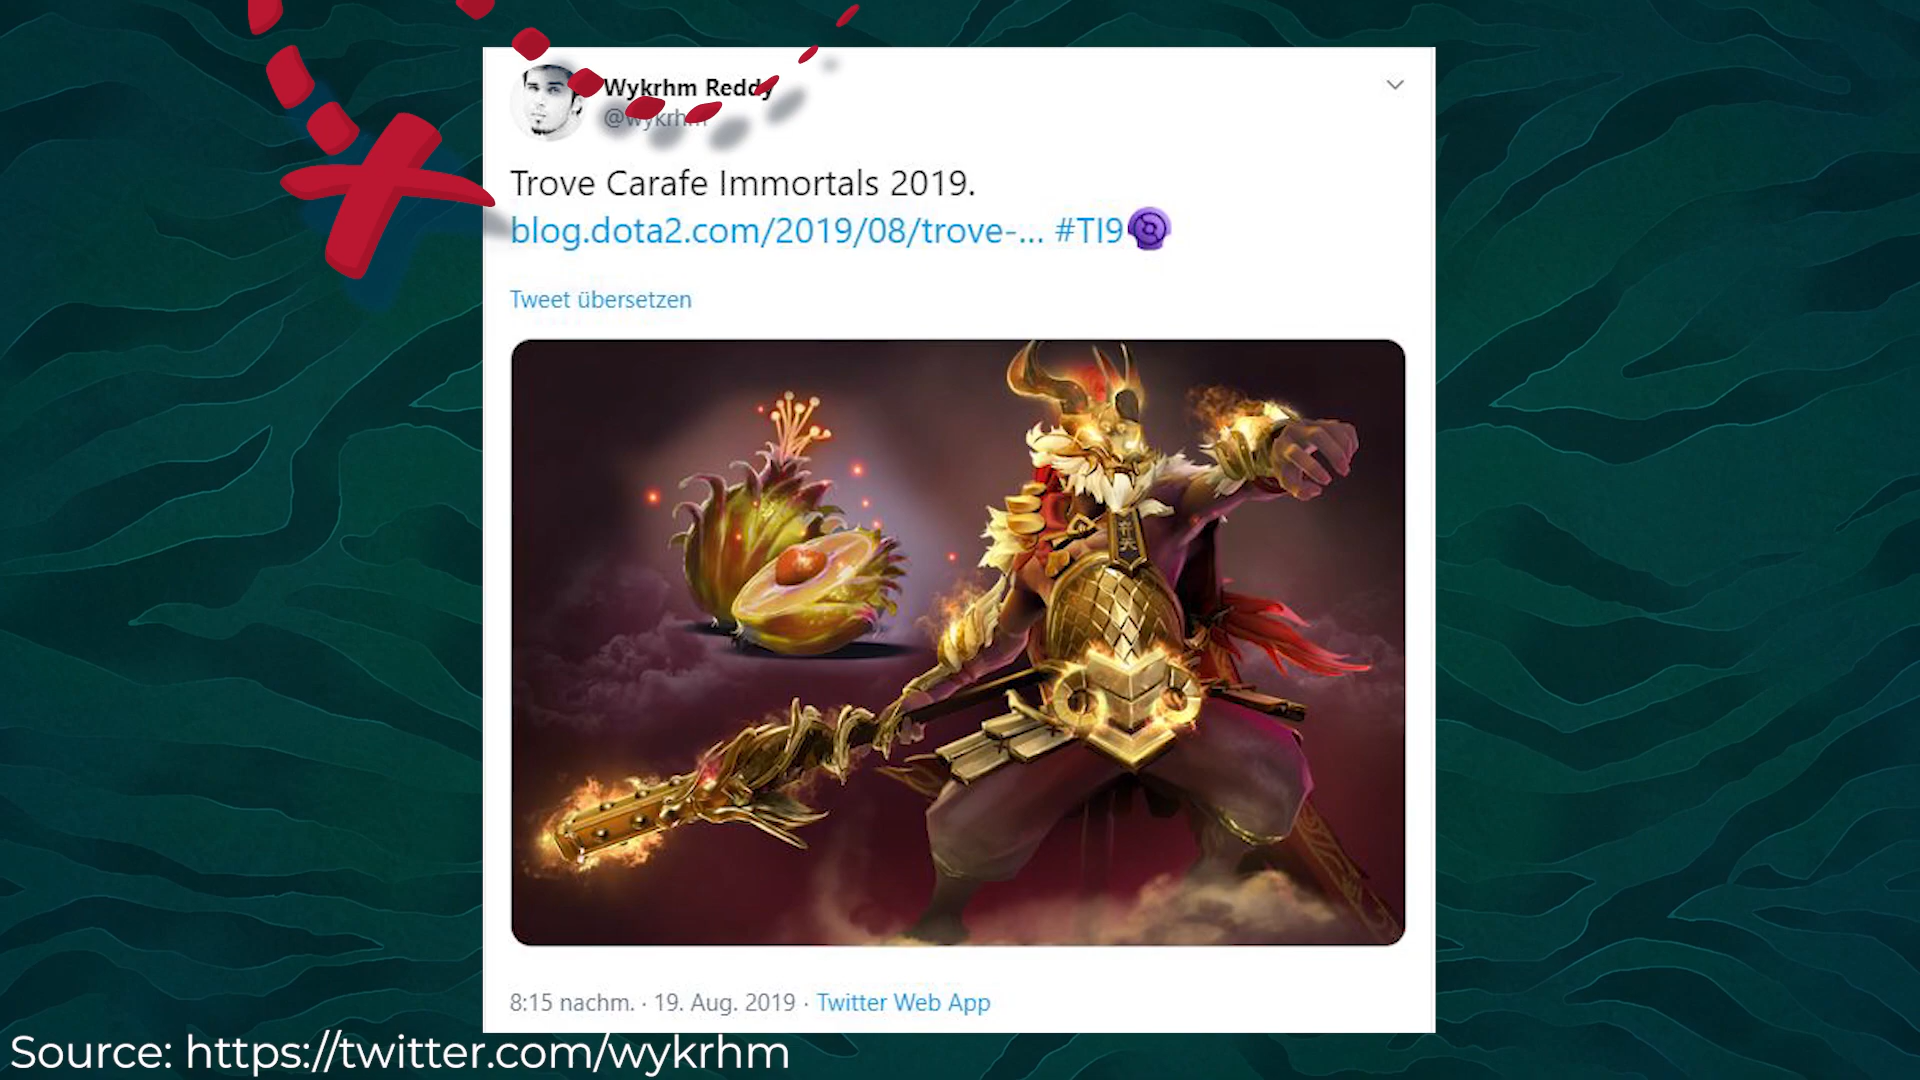 Wykrhm Reddy
@wykrhm
Trove Carafe Immortals 2019.
blog.dota2.com/2019/08/trove-... #TI9
Tweet übersetzen
8:15 nachm. · 19. Aug. 2019 · Twitter Web App
Source: https://twitter.com/wykrhm